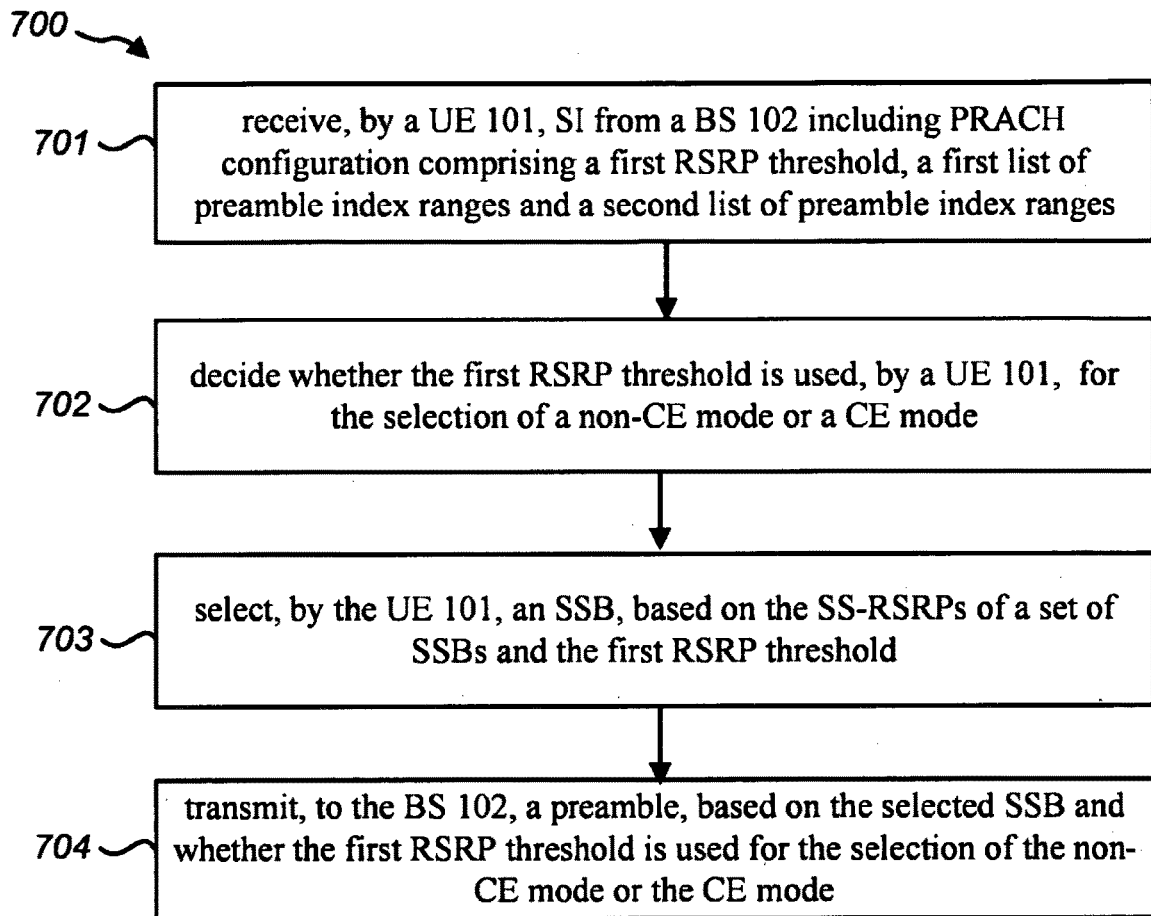 700
701
receive, by a UE 101, SI from a BS 102 including PRACH
configuration comprising a first RSRP threshold, a first list of
preamble index ranges and a second list of preamble index ranges
702
decide whether the first RSRP threshold is used, by a UE 101, for
the selection of a non-CE mode or a CE mode
703
select, by the UE 101, an SSB, based on the SS-RSRPs of a set of
SSBs and the first RSRP threshold
704
transmit, to the BS 102, a preamble, based on the selected SSB and
whether the first RSRP threshold is used for the selection of the non-
CE mode or the CE mode